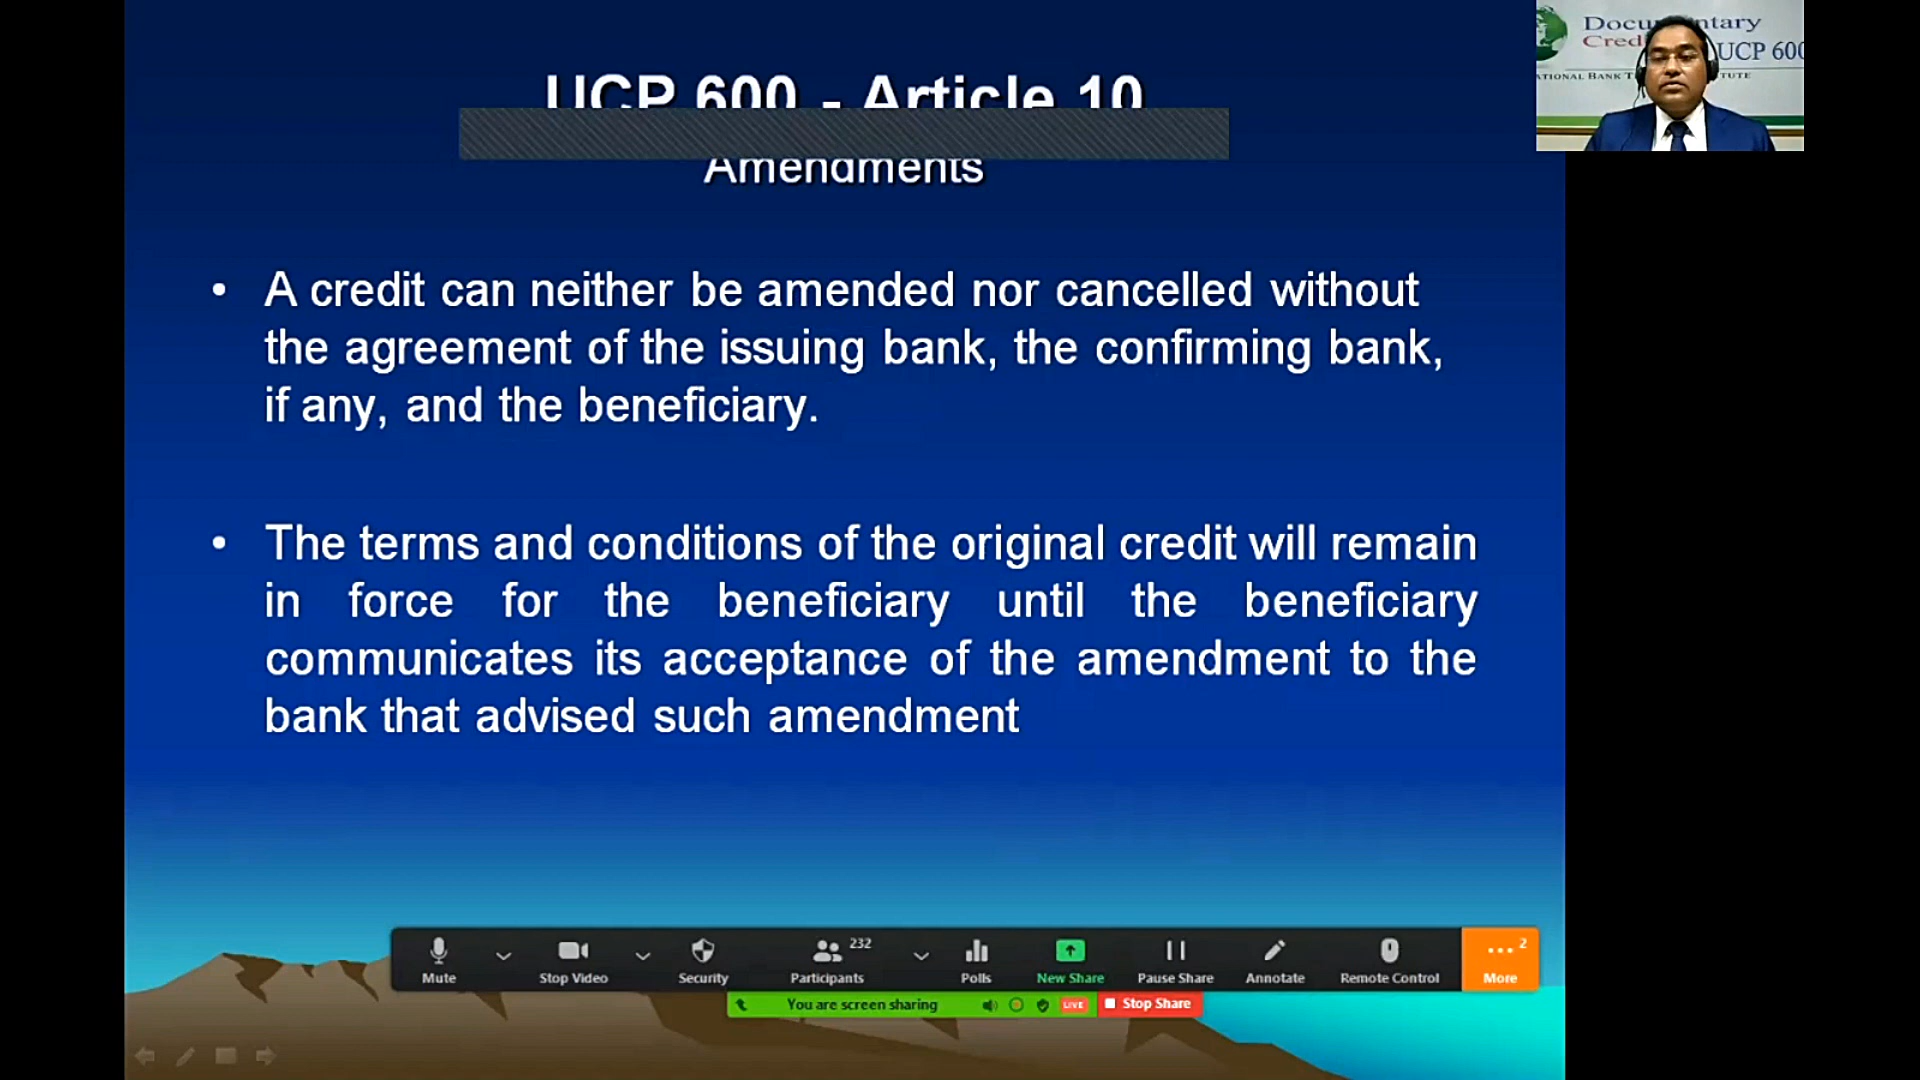 UCP 600 - Article 10
Amendments
• A credit can neither be amended nor cancelled without
the agreement of the issuing bank, the confirming bank,
if any, and the beneficiary.
• The terms and conditions of the original credit will remain
in force for the beneficiary until the beneficiary
communicates its acceptance of the amendment to the
bank that advised such amendment
UCP 600
232
2
Mute
Stop Video
Security
Participants
Polls
New Share
Pause Share
Annotate
Remote Control
More
You are screen sharing
LIVE
Stop Share